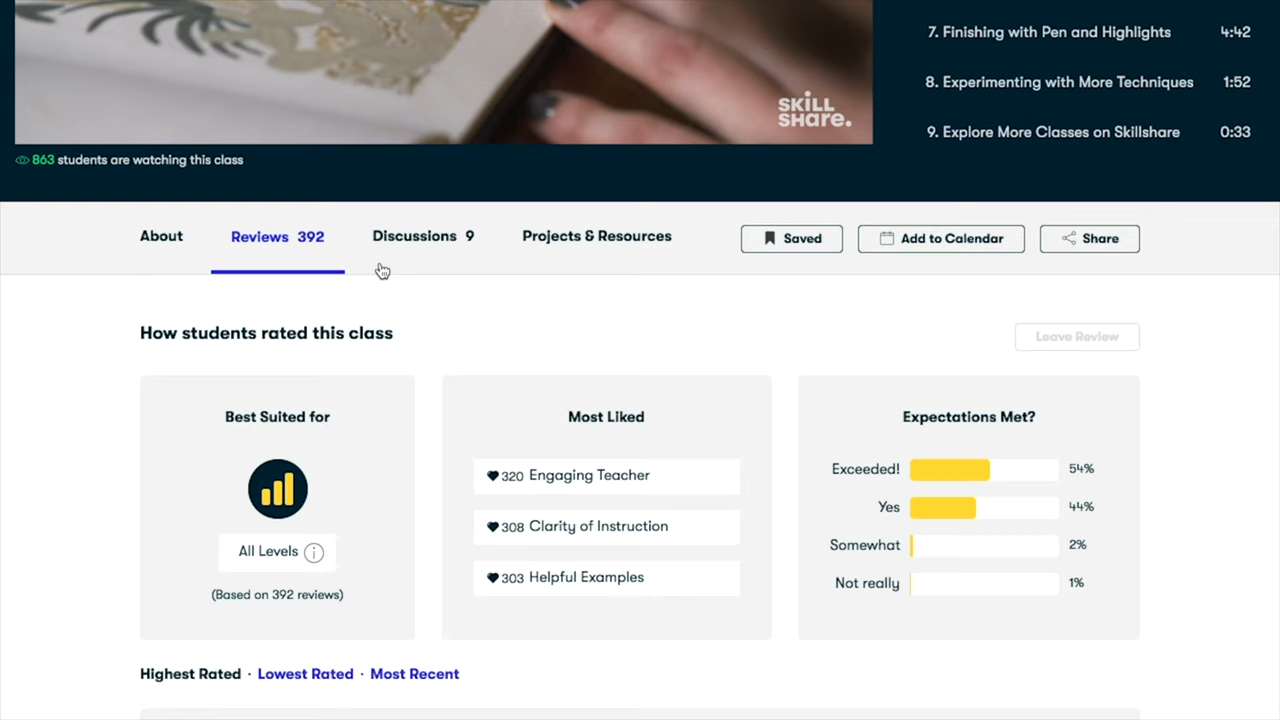 7. Finishing with Pen and Highlights 4:42
8. Experimenting with More Techniques 1:52
9. Explore More Classes on Skillshare 0:33
SKILL
SHARE.
863 students are watching this class
About Reviews 392 Discussions 9 Projects & Resources Saved Add to Calendar Share
How students rated this class
Leave Review
Best Suited for
All Levels
(Based on 392 reviews)
Most Liked
320 Engaging Teacher
308 Clarity of Instruction
303 Helpful Examples
Expectations Met?
Exceeded! 54%
Yes 44%
Somewhat 2%
Not really 1%
Highest Rated · Lowest Rated · Most Recent